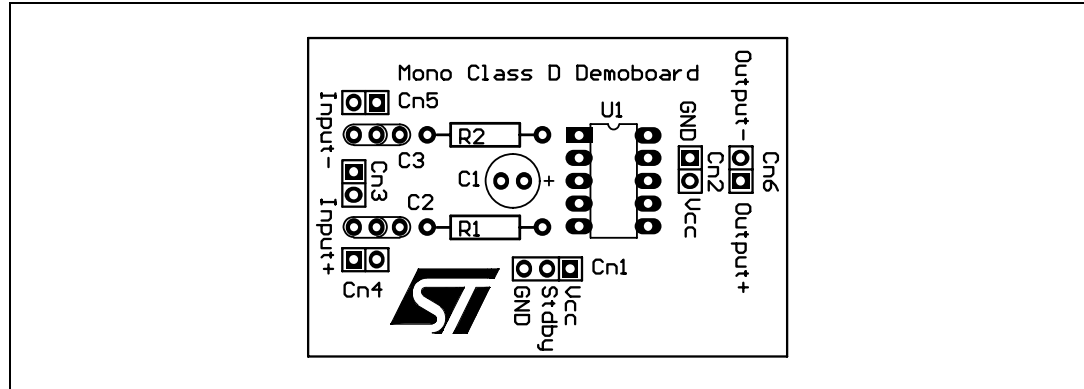 Mono Class D Demoboard
Input-
Cn5
C3
Cn3
Input+
C2
Cn4
R2
C1
+
R1
U1
GND
Cn2
Vcc
Output-
Cn6
Output+
Cn1
GND
Stdby
Vcc
ST